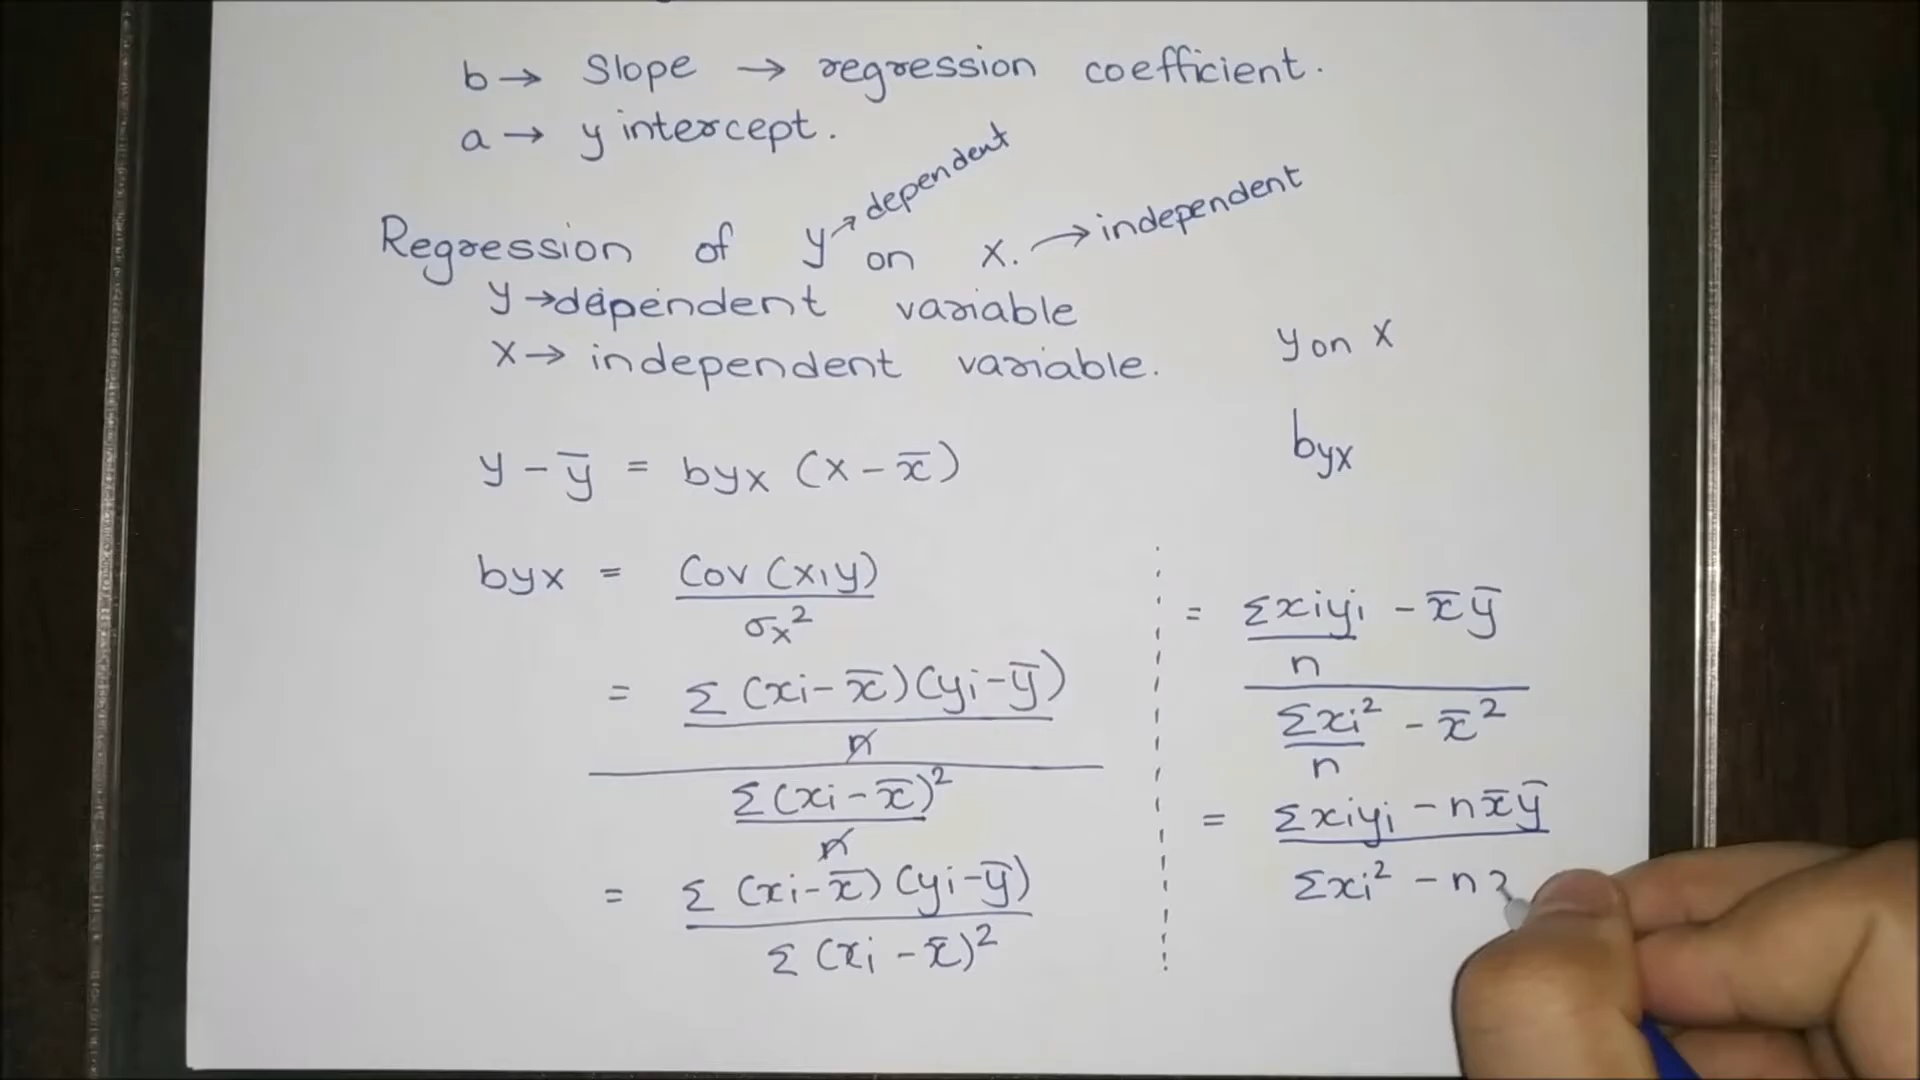 b → Slope → regression coefficient.
a → y intercept.
Regression of y → dependent on x. → independent
y → dependent variable
x → independent variable.
y on x
byx
y - ȳ = byx (x - x̄)
byx = Cov (x,y)
σx²
= Σ (xi - x̄) (yi - ȳ)
n
Σ (xi - x̄)²
n
= Σ (xi - x̄) (yi - ȳ)
Σ (xi - x̄)²
= Σxiyi - x̄ȳ
n
Σxi² - x̄²
n
= Σxiyi - nx̄ȳ
Σxi² - n